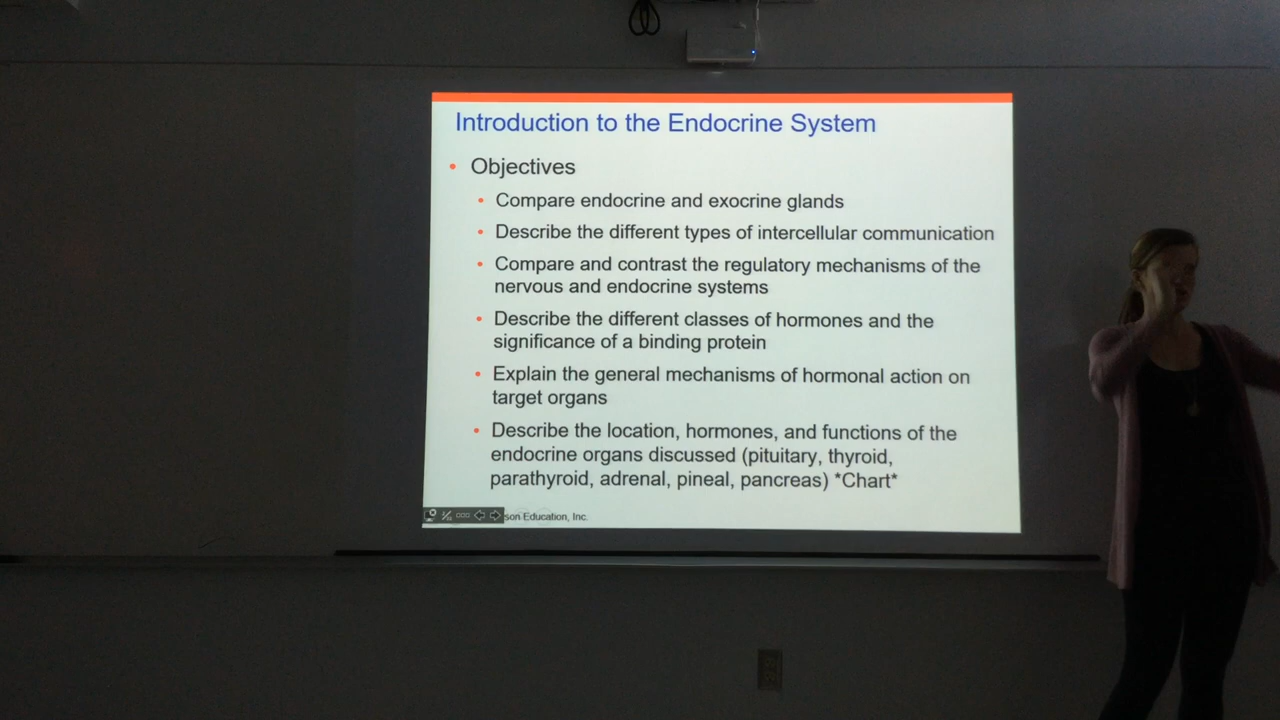 Introduction to the Endocrine System
• Objectives
• Compare endocrine and exocrine glands
• Describe the different types of intercellular communication
• Compare and contrast the regulatory mechanisms of the
nervous and endocrine systems
• Describe the different classes of hormones and the
significance of a binding protein
• Explain the general mechanisms of hormonal action on
target organs
• Describe the location, hormones, and functions of the
endocrine organs discussed (pituitary, thyroid,
parathyroid, adrenal, pineal, pancreas) *Chart*
son Education, Inc.